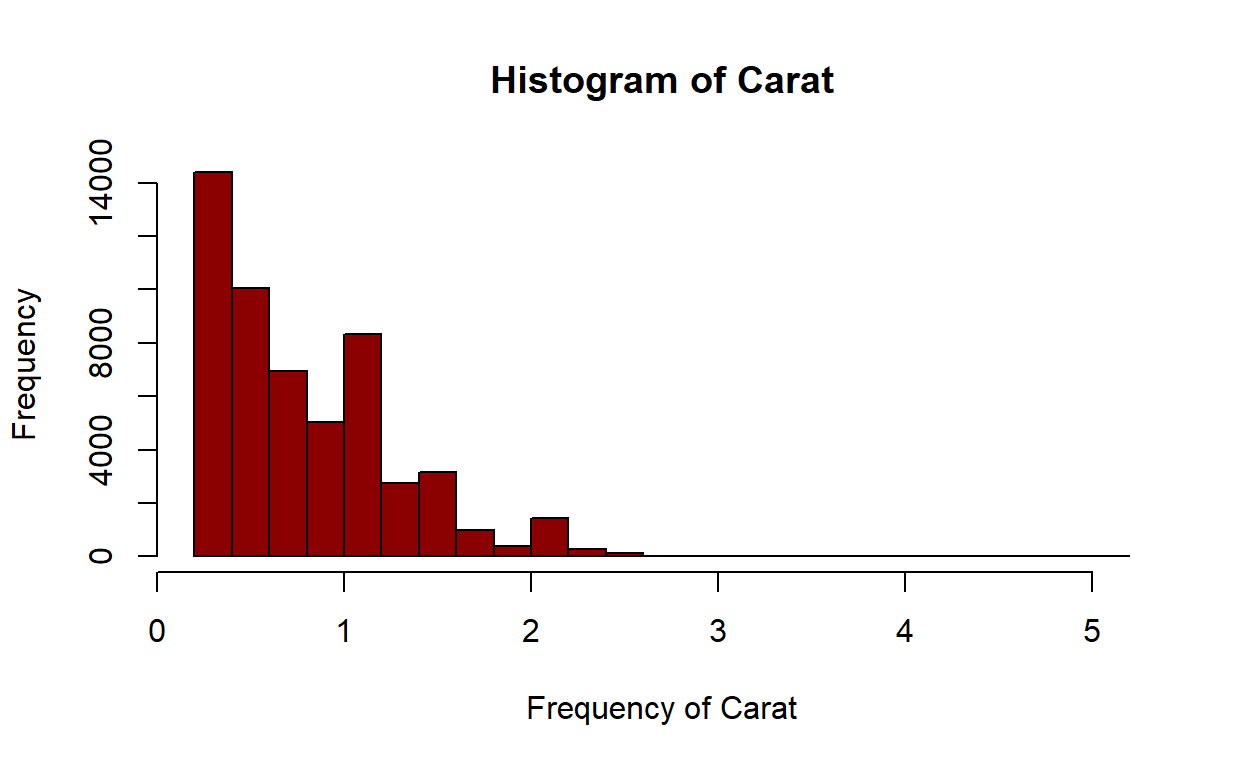 Histogram of Carat
Frequency
14000
8000
4000
0
0 1 2 3 4 5
Frequency of Carat